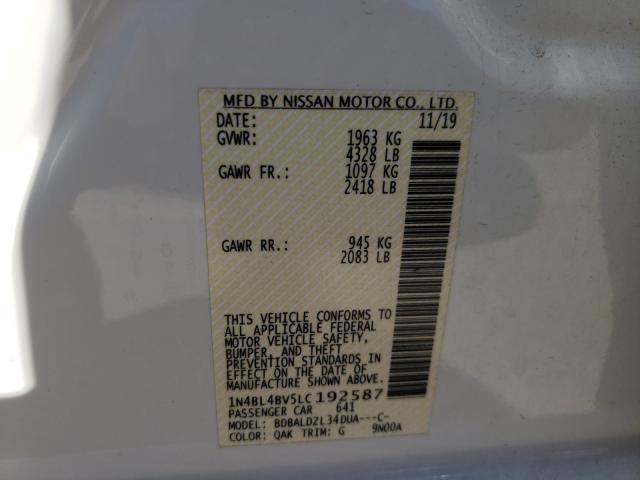 MFD BY NISSAN MOTOR CO., LTD.
DATE: 11/19
GVWR: 1963 KG
4328 LB
GAWR FR.: 1097 KG
2418 LB
GAWR RR.: 945 KG
2083 LB
THIS VEHICLE CONFORMS TO
ALL APPLICABLE FEDERAL
MOTOR VEHICLE SAFETY,
BUMPER, AND THEFT
PREVENTION STANDARDS IN
EFFECT ON THE DATE OF
MANUFACTURE SHOWN ABOVE.
1N4BL4BV5LC192587
PASSENGER CAR 641
MODEL: BDBALDZL34DUA---C-
COLOR: QAK TRIM: G 9N00A